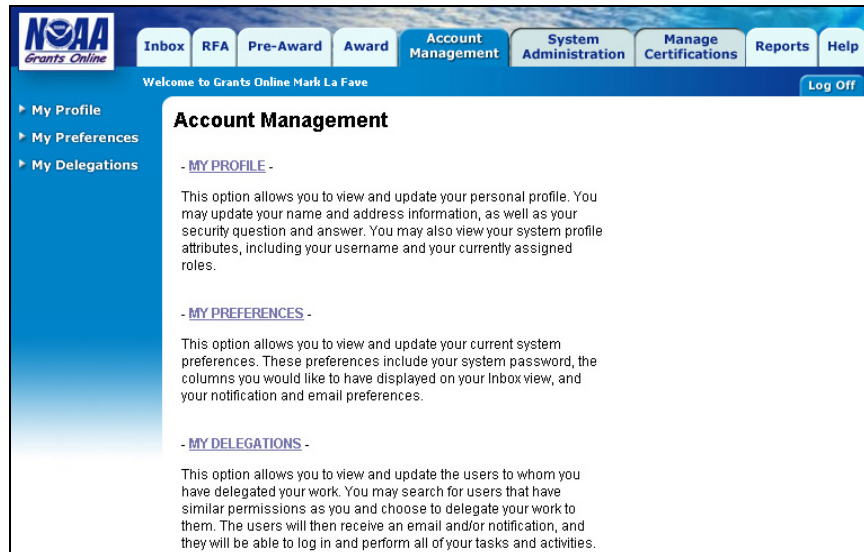 NOAA
Grants Online
Inbox
RFA
Pre-Award
Award
Account
Management
System
Administration
Manage
Certifications
Reports
Help
Welcome to Grants Online Mark La Fave
Log Off
My Profile
My Preferences
My Delegations
Account Management
- MY PROFILE -
This option allows you to view and update your personal profile. You
may update your name and address information, as well as your
security question and answer. You may also view your system profile
attributes, including your username and your currently assigned
roles.
- MY PREFERENCES -
This option allows you to view and update your current system
preferences. These preferences include your system password, the
columns you would like to have displayed on your Inbox view, and
your notification and email preferences.
- MY DELEGATIONS -
This option allows you to view and update the users to whom you
have delegated your work. You may search for users that have
similar permissions as you and choose to delegate your work to
them. The users will then receive an email and/or notification, and
they will be able to log in and perform all of your tasks and activities.